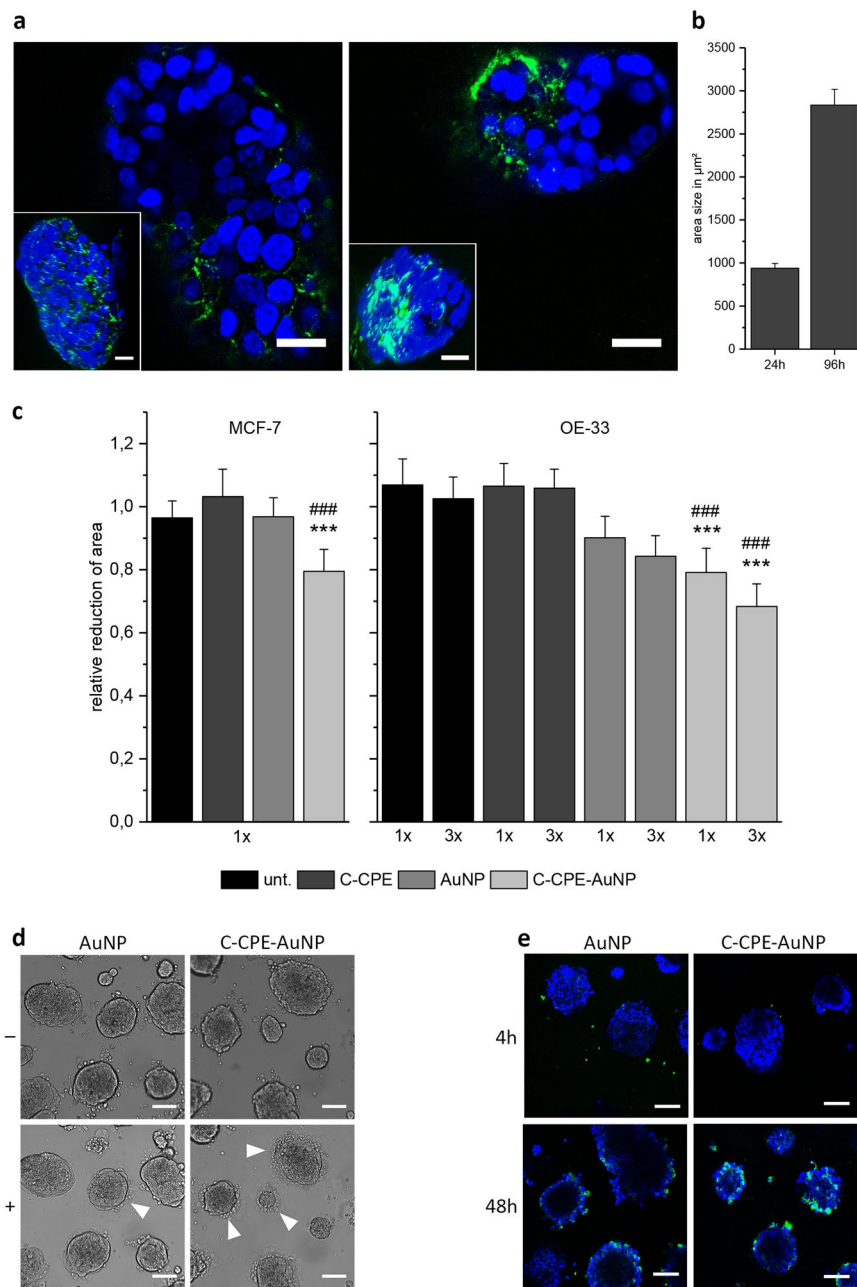 a
b
3500
3000
2500
2000
1500
1000
500
0
area size in µm²
24h 96h
c
MCF-7 OE-33
1,2
1,0
0,8
0,6
0,4
0,2
0,0
relative reduction of area
###
***
###
***
###
***
1x
1x 3x 1x 3x 1x 3x 1x 3x
unt. C-CPE AuNP C-CPE-AuNP
d
AuNP C-CPE-AuNP
–
+
e
AuNP C-CPE-AuNP
4h
48h